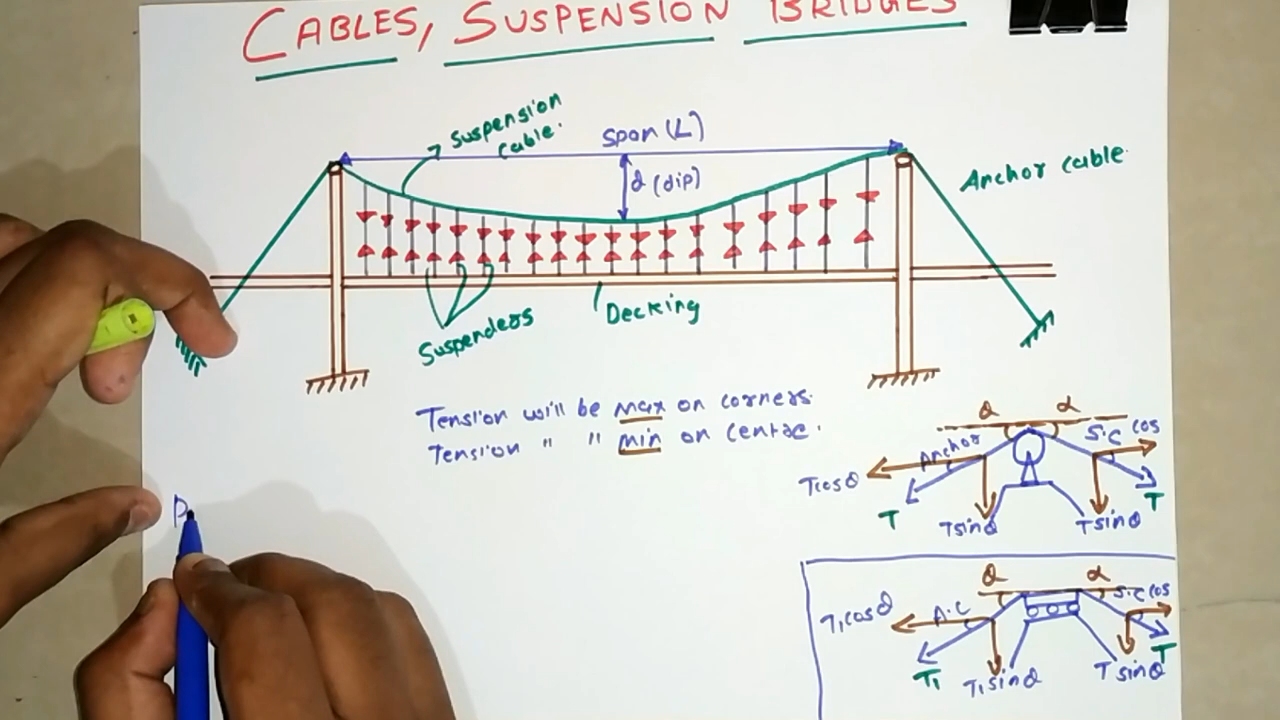 CABLES, SUSPENSION BRIDGES
Suspension
cable.
Span (L)
d (dip)
Anchor cable.
Suspenders
Decking
Tension will be max on corners.
Tension " " min on centre.
θ α
Anchor S.C cos
Tcosθ
T T
Tsinθ Tsinθ
θ α
A.C S.C cos
T₁cosθ
T₁ T
T₁sinθ Tsinθ